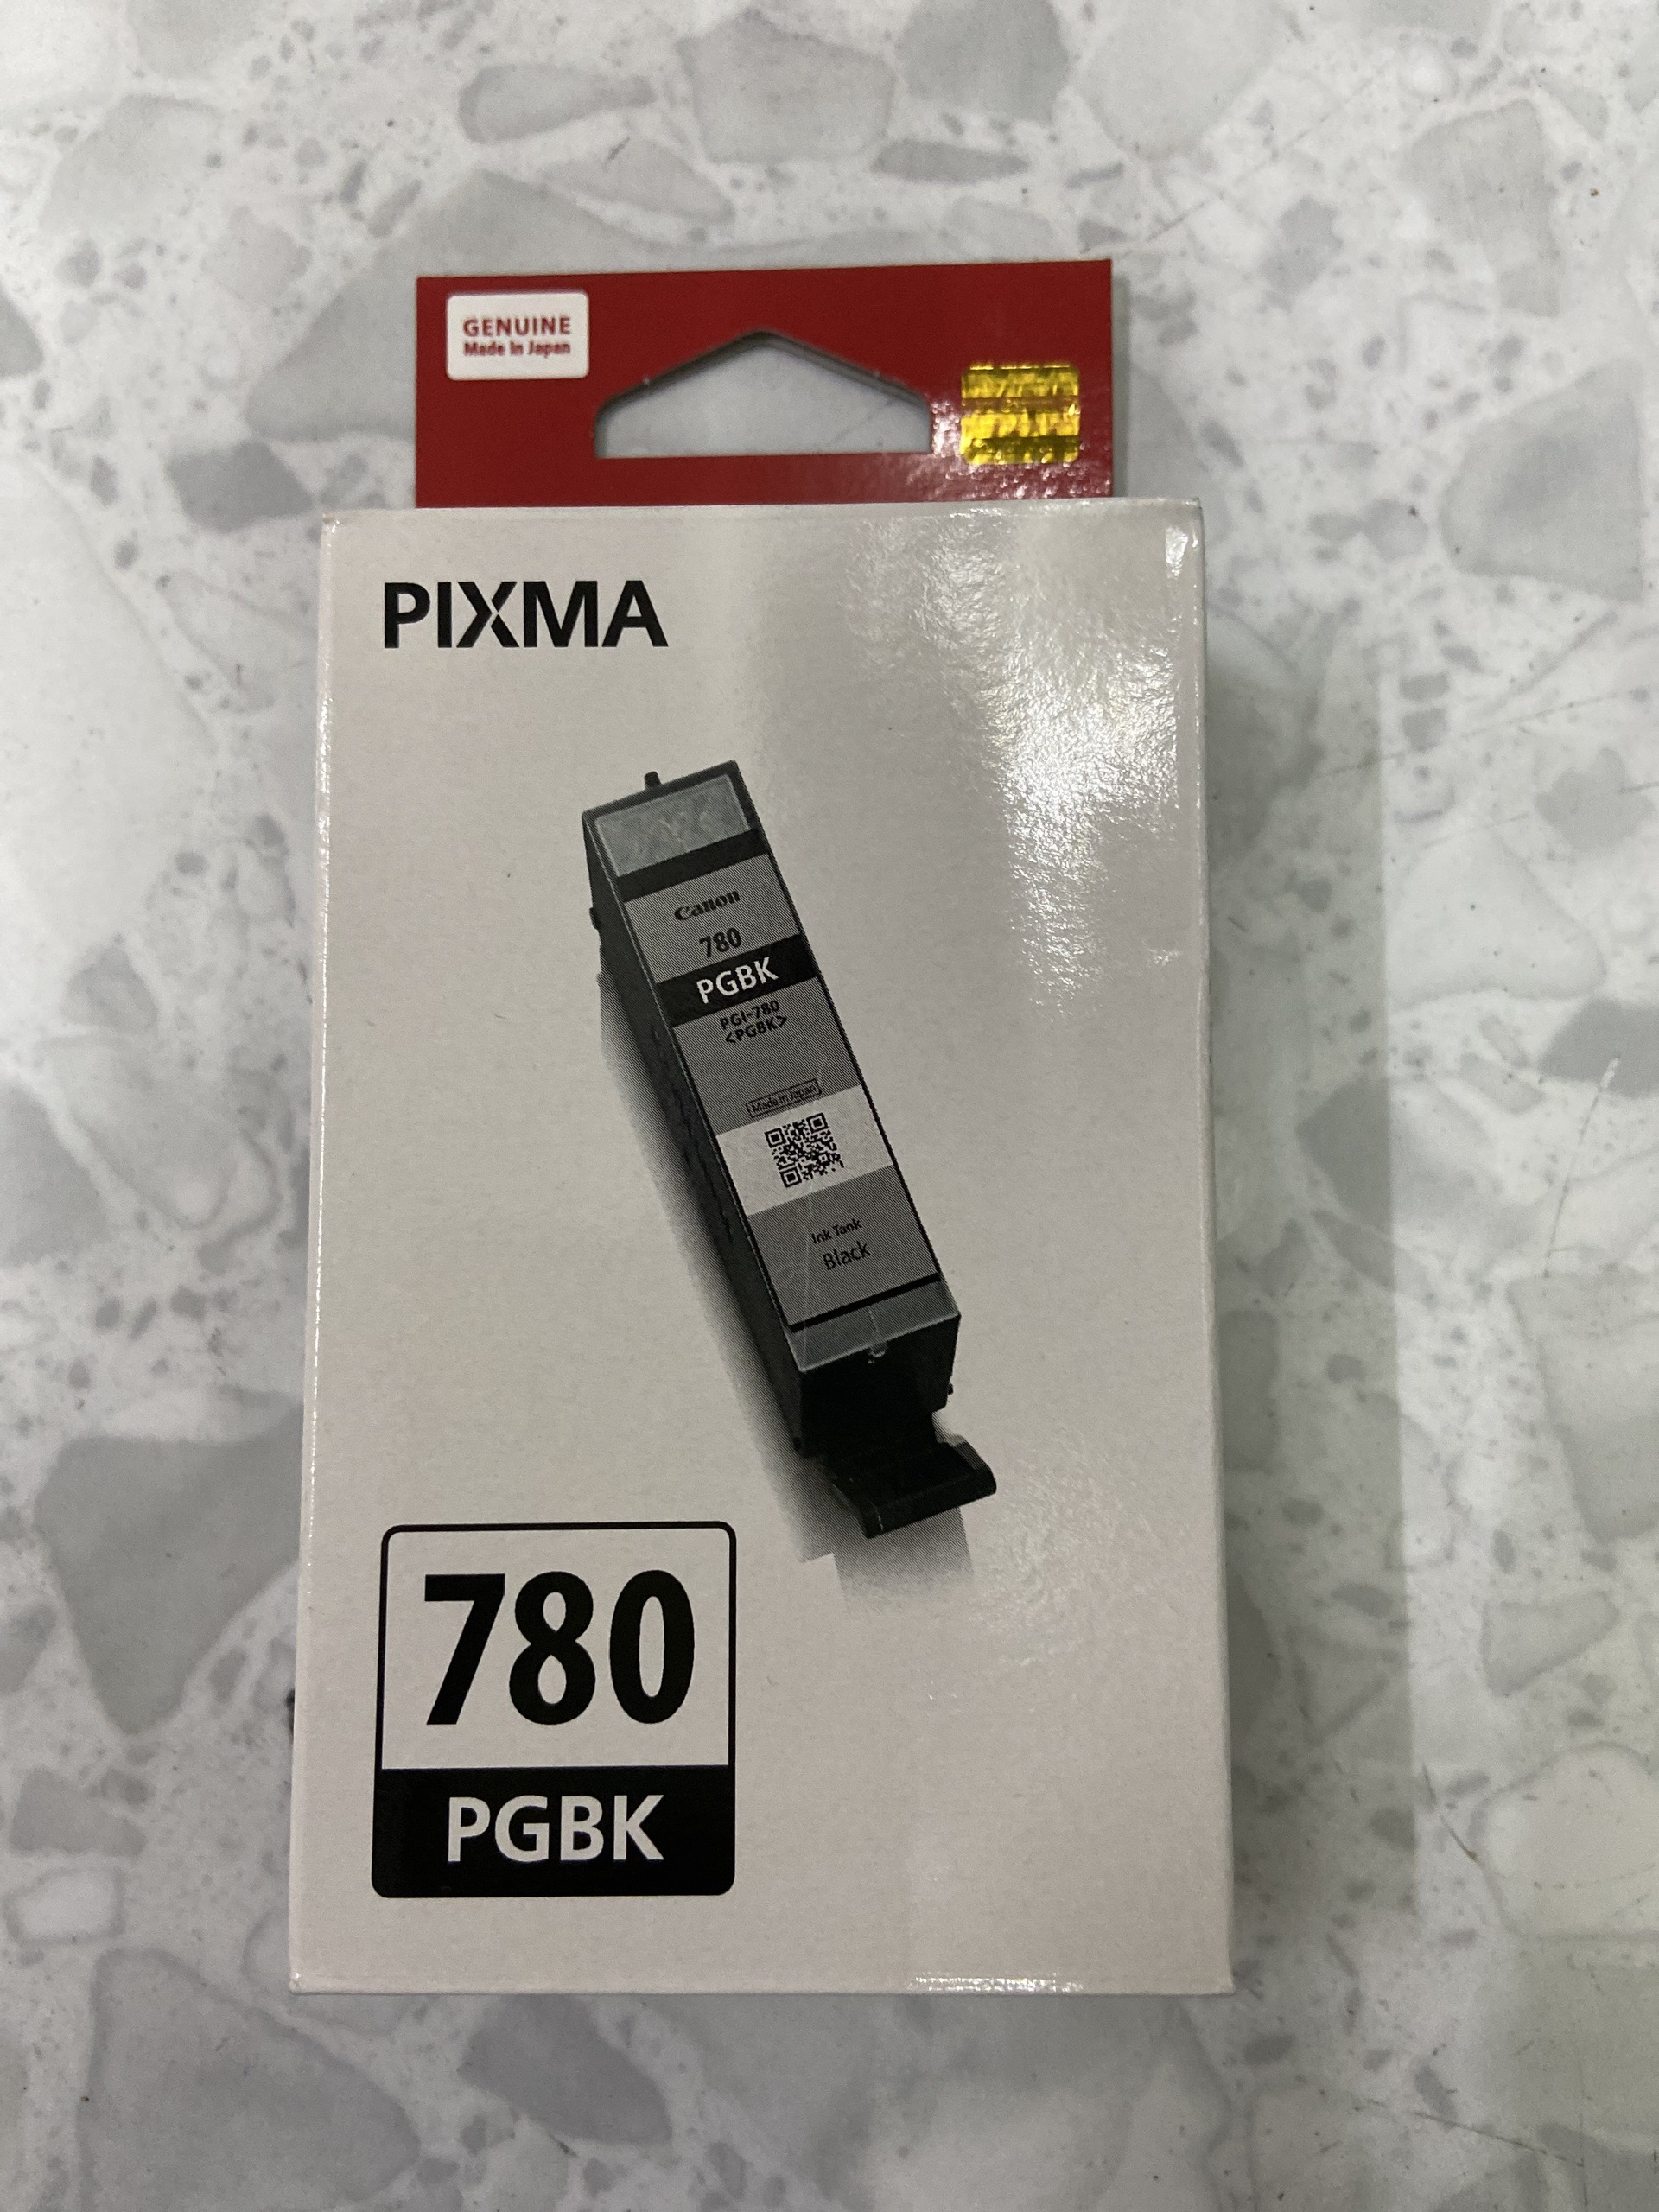 GENUINE
Made In Japan
PIXMA
Canon
780
PGBK
PGI-780
<PGBK>
Made in Japan
Ink Tank
Black
780
PGBK